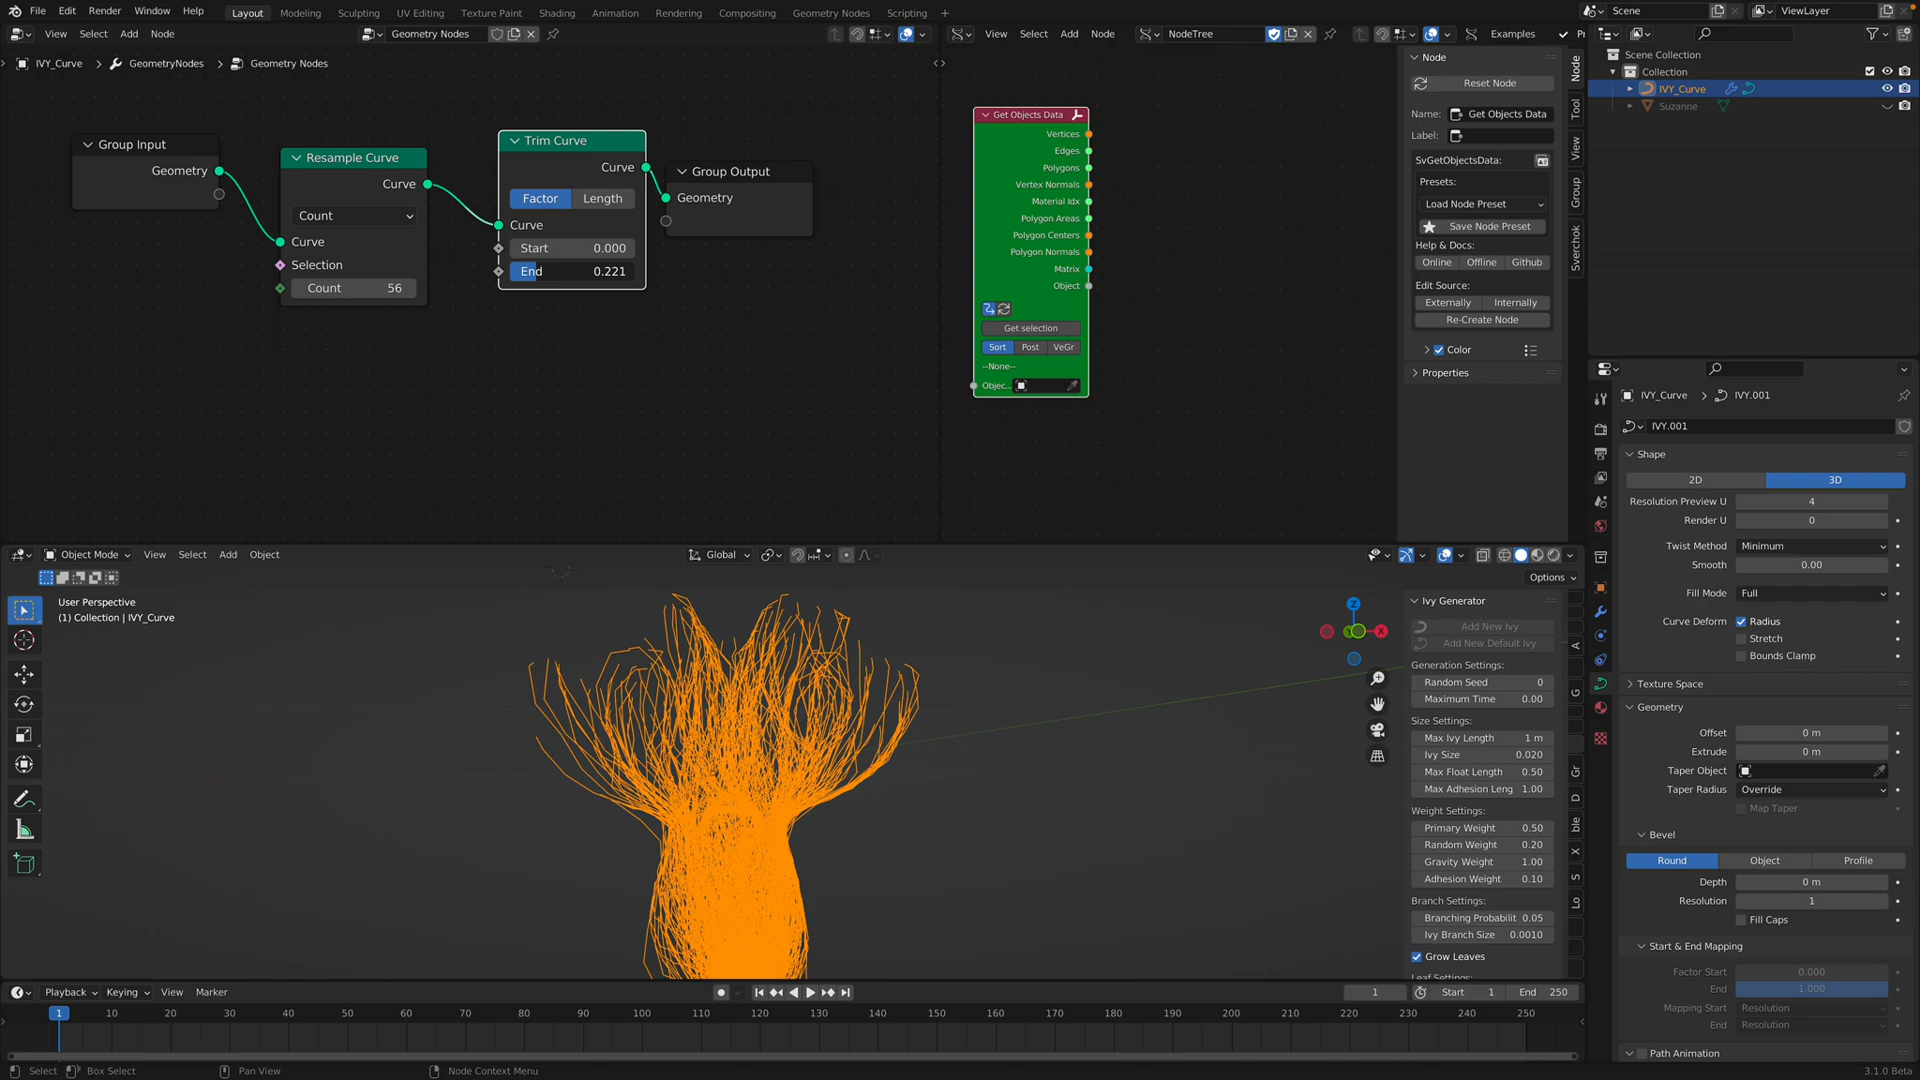 File Edit Render Window Help Layout Modeling Sculpting UV Editing Texture Paint Shading Animation Rendering Compositing Geometry Nodes Scripting + Scene ViewLayer
View Select Add Node Geometry Nodes
View Select Add Node NodeTree Examples
IVY_Curve > GeometryNodes > Geometry Nodes
Group Input
Geometry
Resample Curve
Curve
Count
Curve
Selection
Count 56
Trim Curve
Curve
Factor Length
Curve
Start 0.000
End 0.221
Group Output
Geometry
Get Objects Data
Vertices
Edges
Polygons
Vertex Normals
Material Idx
Polygon Areas
Polygon Centers
Polygon Normals
Matrix
Object
Get selection
Sort Post VeGr
--None--
Objec...
Node
Reset Node
Name: Get Objects Data
Label:
SvGetObjectsData:
Presets:
Load Node Preset
Save Node Preset
Help & Docs:
Online Offline Github
Edit Source:
Externally Internally
Re-Create Node
Color
Properties
Node
Tool
View
Group
Sverchok
Scene Collection
Collection
IVY_Curve
Suzanne
IVY_Curve > IVY.001
IVY.001
Shape
2D 3D
Resolution Preview U 4
Render U 0
Twist Method Minimum
Smooth 0.00
Fill Mode Full
Curve Deform Radius
Stretch
Bounds Clamp
Texture Space
Geometry
Offset 0 m
Extrude 0 m
Taper Object
Taper Radius Override
Map Taper
Bevel
Round Object Profile
Depth 0 m
Resolution 1
Fill Caps
Start & End Mapping
Factor Start 0.000
End 1.000
Mapping Start Resolution
End Resolution
Path Animation
Object Mode View Select Add Object Global
Options
User Perspective
(1) Collection | IVY_Curve
Z
Y
X
Ivy Generator
Add New Ivy
Add New Default Ivy
Generation Settings:
Random Seed 0
Maximum Time 0.00
Size Settings:
Max Ivy Length 1 m
Ivy Size 0.020
Max Float Length 0.50
Max Adhesion Leng 1.00
Weight Settings:
Primary Weight 0.50
Random Weight 0.20
Gravity Weight 1.00
Adhesion Weight 0.10
Branch Settings:
Branching Probabilit 0.05
Ivy Branch Size 0.0010
Grow Leaves
A
G
Gr
D
ble
X
S
Lo
Playback Keying View Marker 1 Start 1 End 250
1 10 20 30 40 50 60 70 80 90 100 110 120 130 140 150 160 170 180 190 200 210 220 230 240 250
Select Box Select Pan View Node Context Menu 3.1.0 Beta